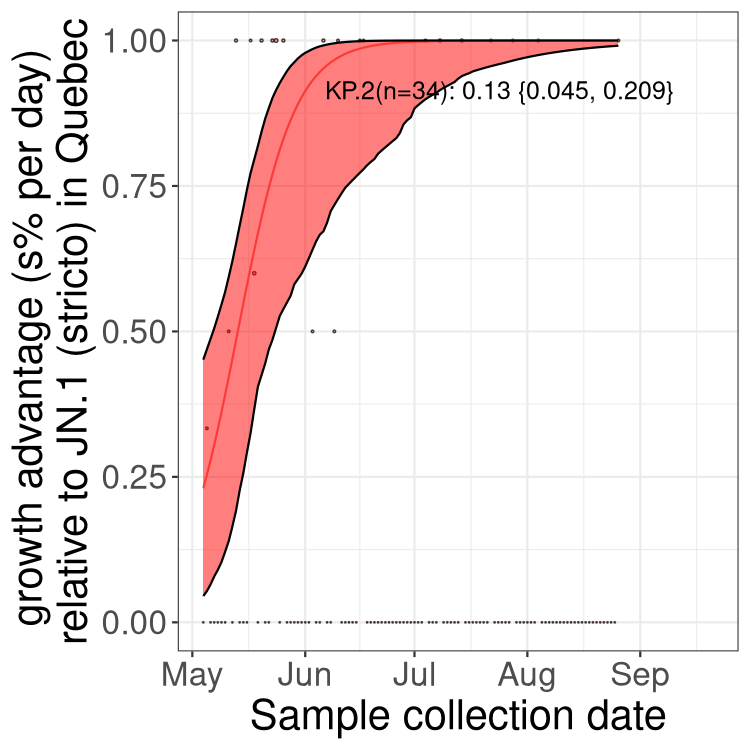 growth advantage (s% per day)
relative to JN.1 (stricto) in Quebec
1.00
0.75
0.50
0.25
0.00
KP.2(n=34): 0.13 {0.045, 0.209}
May Jun Jul Aug Sep
Sample collection date